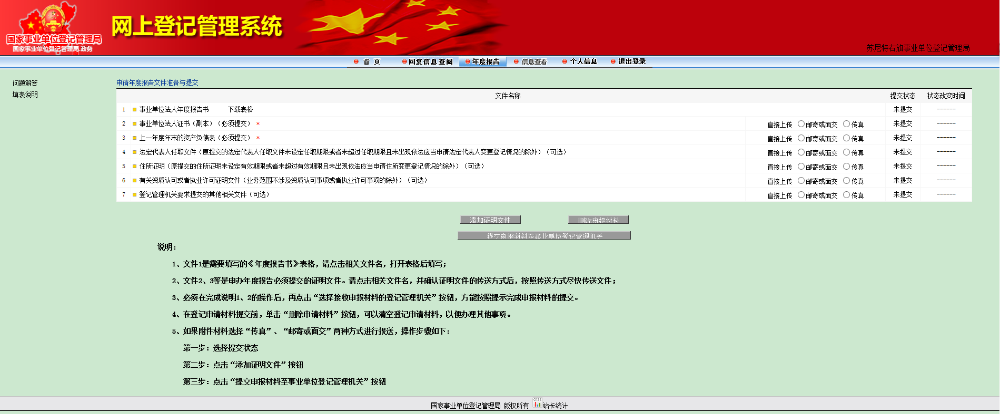 国家事业单位登记管理局
国家事业单位登记管理局.政务
网上登记管理系统
苏尼特右旗事业单位登记管理局
首 页 回复信息查阅 年度报告 信息查看 个人信息 退出登录
问题解答
填表说明
申请年度报告文件准备与提交
文件名称 提交状态 状态改变时间
1 事业单位法人年度报告书 下载表格 未提交 ------
2 事业单位法人证书（副本）（必须提交） * 直接上传 邮寄或面交 传真 未提交 ------
3 上一年度年末的资产负债表（必须提交） * 直接上传 邮寄或面交 传真 未提交 ------
4 法定代表人任职文件（原提交的法定代表人任职文件未设定任职期限或者未超过任职期限且未出现依法应当申请法定代表人变更登记情况的除外）（可选） 直接上传 邮寄或面交 传真 未提交 ------
5 住所证明（原提交的住所证明未设定有效期限或者未超过有效期限且未出现依法应当申请住所变更登记情况的除外）（可选） 直接上传 邮寄或面交 传真 未提交 ------
6 有关资质认可或者执业许可证明文件（业务范围不涉及资质认可事项或者执业许可事项的除外）（可选） 直接上传 邮寄或面交 传真 未提交 ------
7 登记管理机关要求提交的其他相关文件（可选） 直接上传 邮寄或面交 传真 未提交 ------
添加证明文件 删除申报材料
提交申报材料至事业单位登记管理机关
说明：
1、文件1是需要填写的《年度报告书》表格，请点击相关文件名，打开表格后填写；
2、文件2、3等是申办年度报告必须提交的证明文件。请点击相关文件名，并确认证明文件的传送方式后，按照传送方式尽快传送文件；
3、必须在完成说明1、2的操作后，再点击“选择接收申报材料的登记管理机关”按钮，方能按照提示完成申报材料的提交。
4、在登记申请材料提交前，单击“删除申请材料”按钮，可以清空登记申请材料，以便办理其他事项。
5、如果附件材料选择“传真”、“邮寄或面交”两种方式进行报送，操作步骤如下：
第一步：选择提交状态
第二步：点击“添加证明文件”按钮
第三步：点击“提交申报材料至事业单位登记管理机关”按钮
国家事业单位登记管理局 版权所有 CNZZ 站长统计